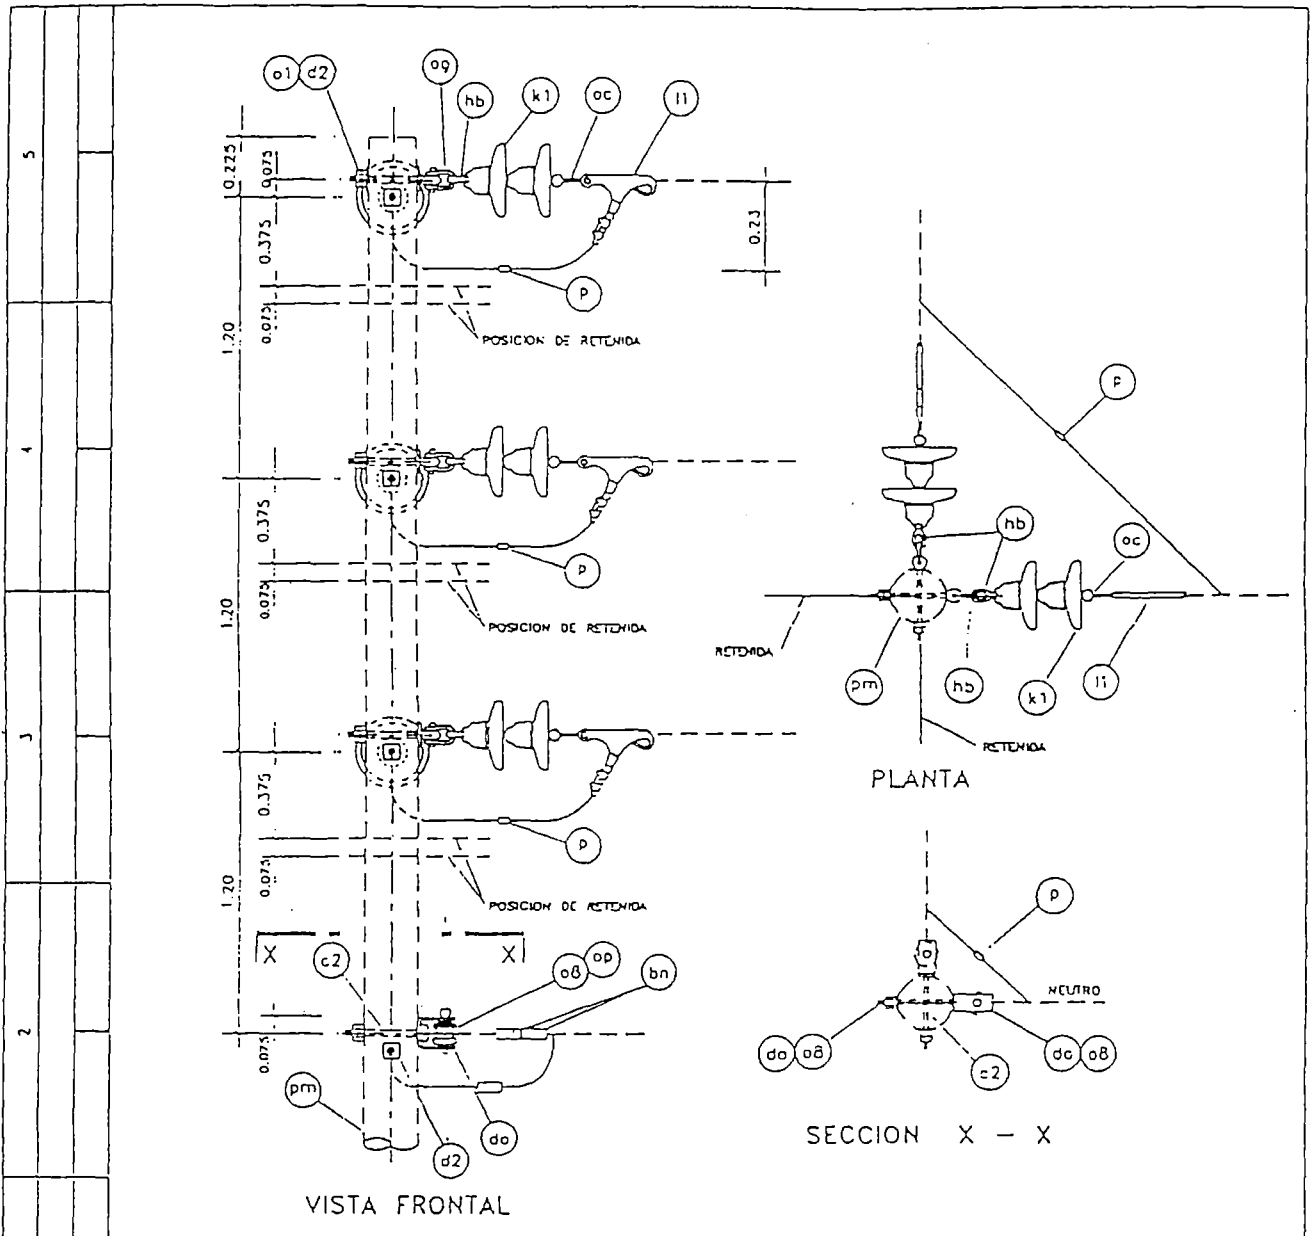 5
4
3
2
o1
d2
og
hb
k1
oc
l1
0.225
0.075
0.375
0.23
p
0.075
1.20
POSICION DE RETENIDA
0.375
p
0.075
1.20
POSICION DE RETENIDA
0.375
p
0.075
1.20
POSICION DE RETENIDA
X
X
c2
o8
op
bn
0.075
pm
do
d2
VISTA FRONTAL
p
hb
oc
RETENIDA
pm
hb
k1
l1
RETENIDA
PLANTA
p
NEUTRO
do
o8
c2
do
o8
SECCION X - X